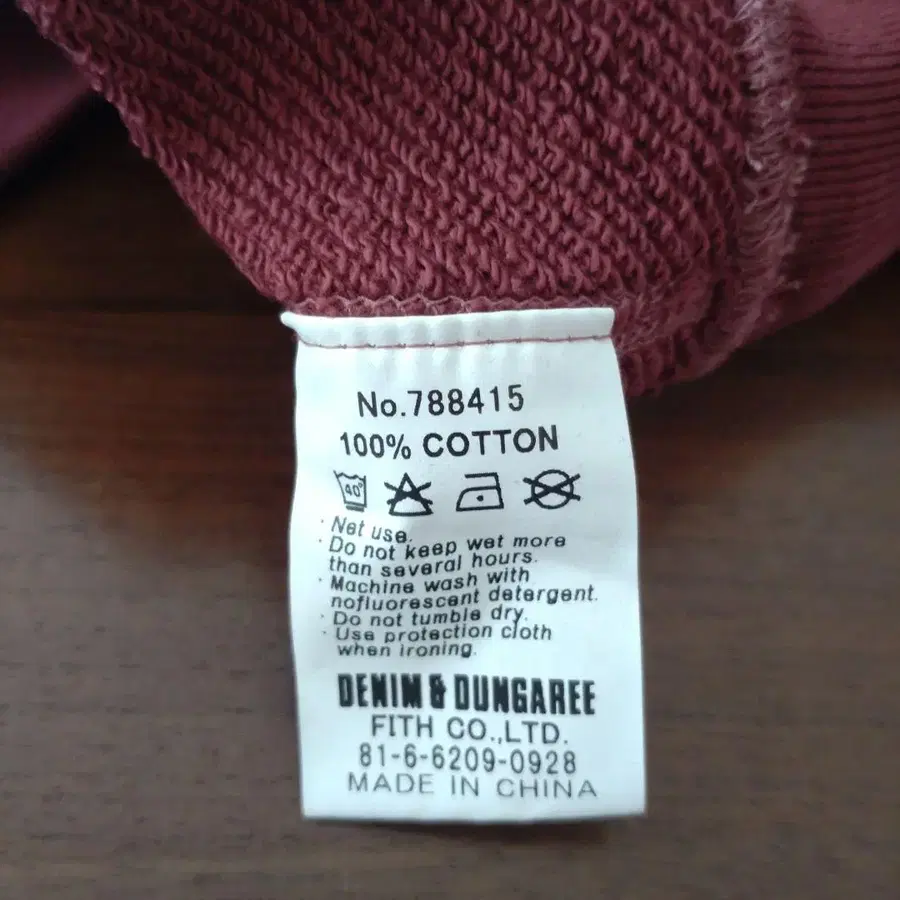 No.788415
100% COTTON
40°
· Net use.
· Do not keep wet more
than several hours.
· Machine wash with
nofluorescent detergent.
· Do not tumble dry.
· Use protection cloth
when ironing.
DENIM & DUNGAREE
FITH CO.,LTD.
81-6-6209-0928
MADE IN CHINA